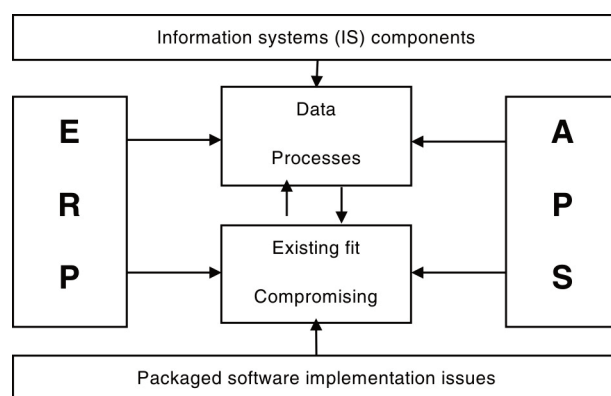 Information systems (IS) components
E
R
P
Data
Processes
Existing fit
Compromising
A
P
S
Packaged software implementation issues